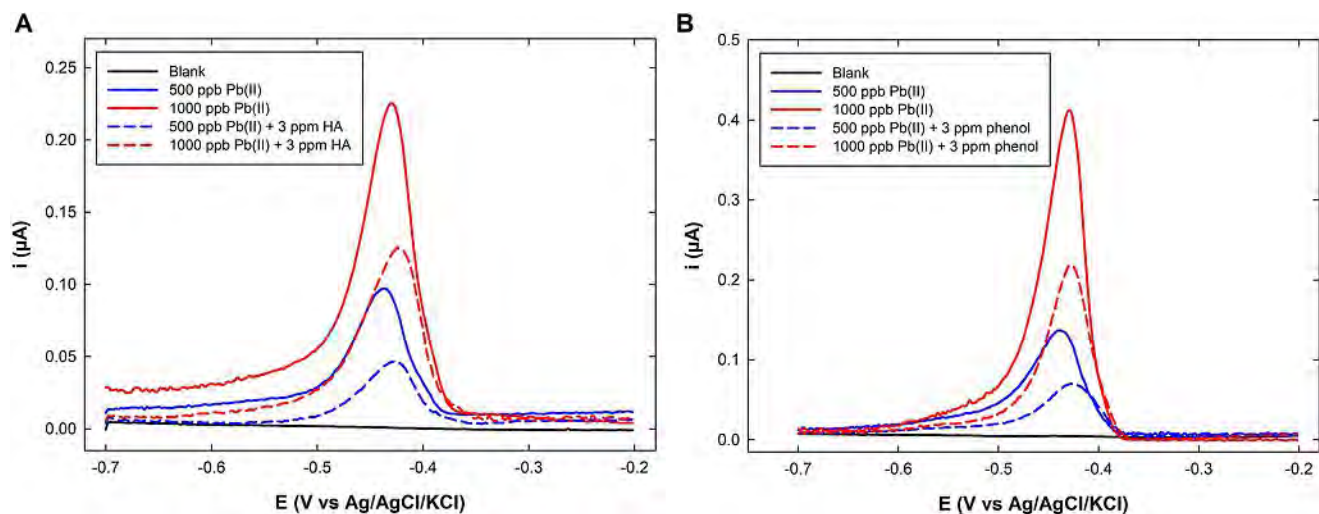 A
0.25
0.20
0.15
0.10
0.05
0.00
i (µA)
Blank
500 ppb Pb(II)
1000 ppb Pb(II)
500 ppb Pb(II) + 3 ppm HA
1000 ppb Pb(II) + 3 ppm HA
-0.7 -0.6 -0.5 -0.4 -0.3 -0.2
E (V vs Ag/AgCl/KCl)
B
0.5
0.4
0.3
0.2
0.1
0.0
i (µA)
Blank
500 ppb Pb(II)
1000 ppb Pb(II)
500 ppb Pb(II) + 3 ppm phenol
1000 ppb Pb(II) + 3 ppm phenol
-0.7 -0.6 -0.5 -0.4 -0.3 -0.2
E (V vs Ag/AgCl/KCl)